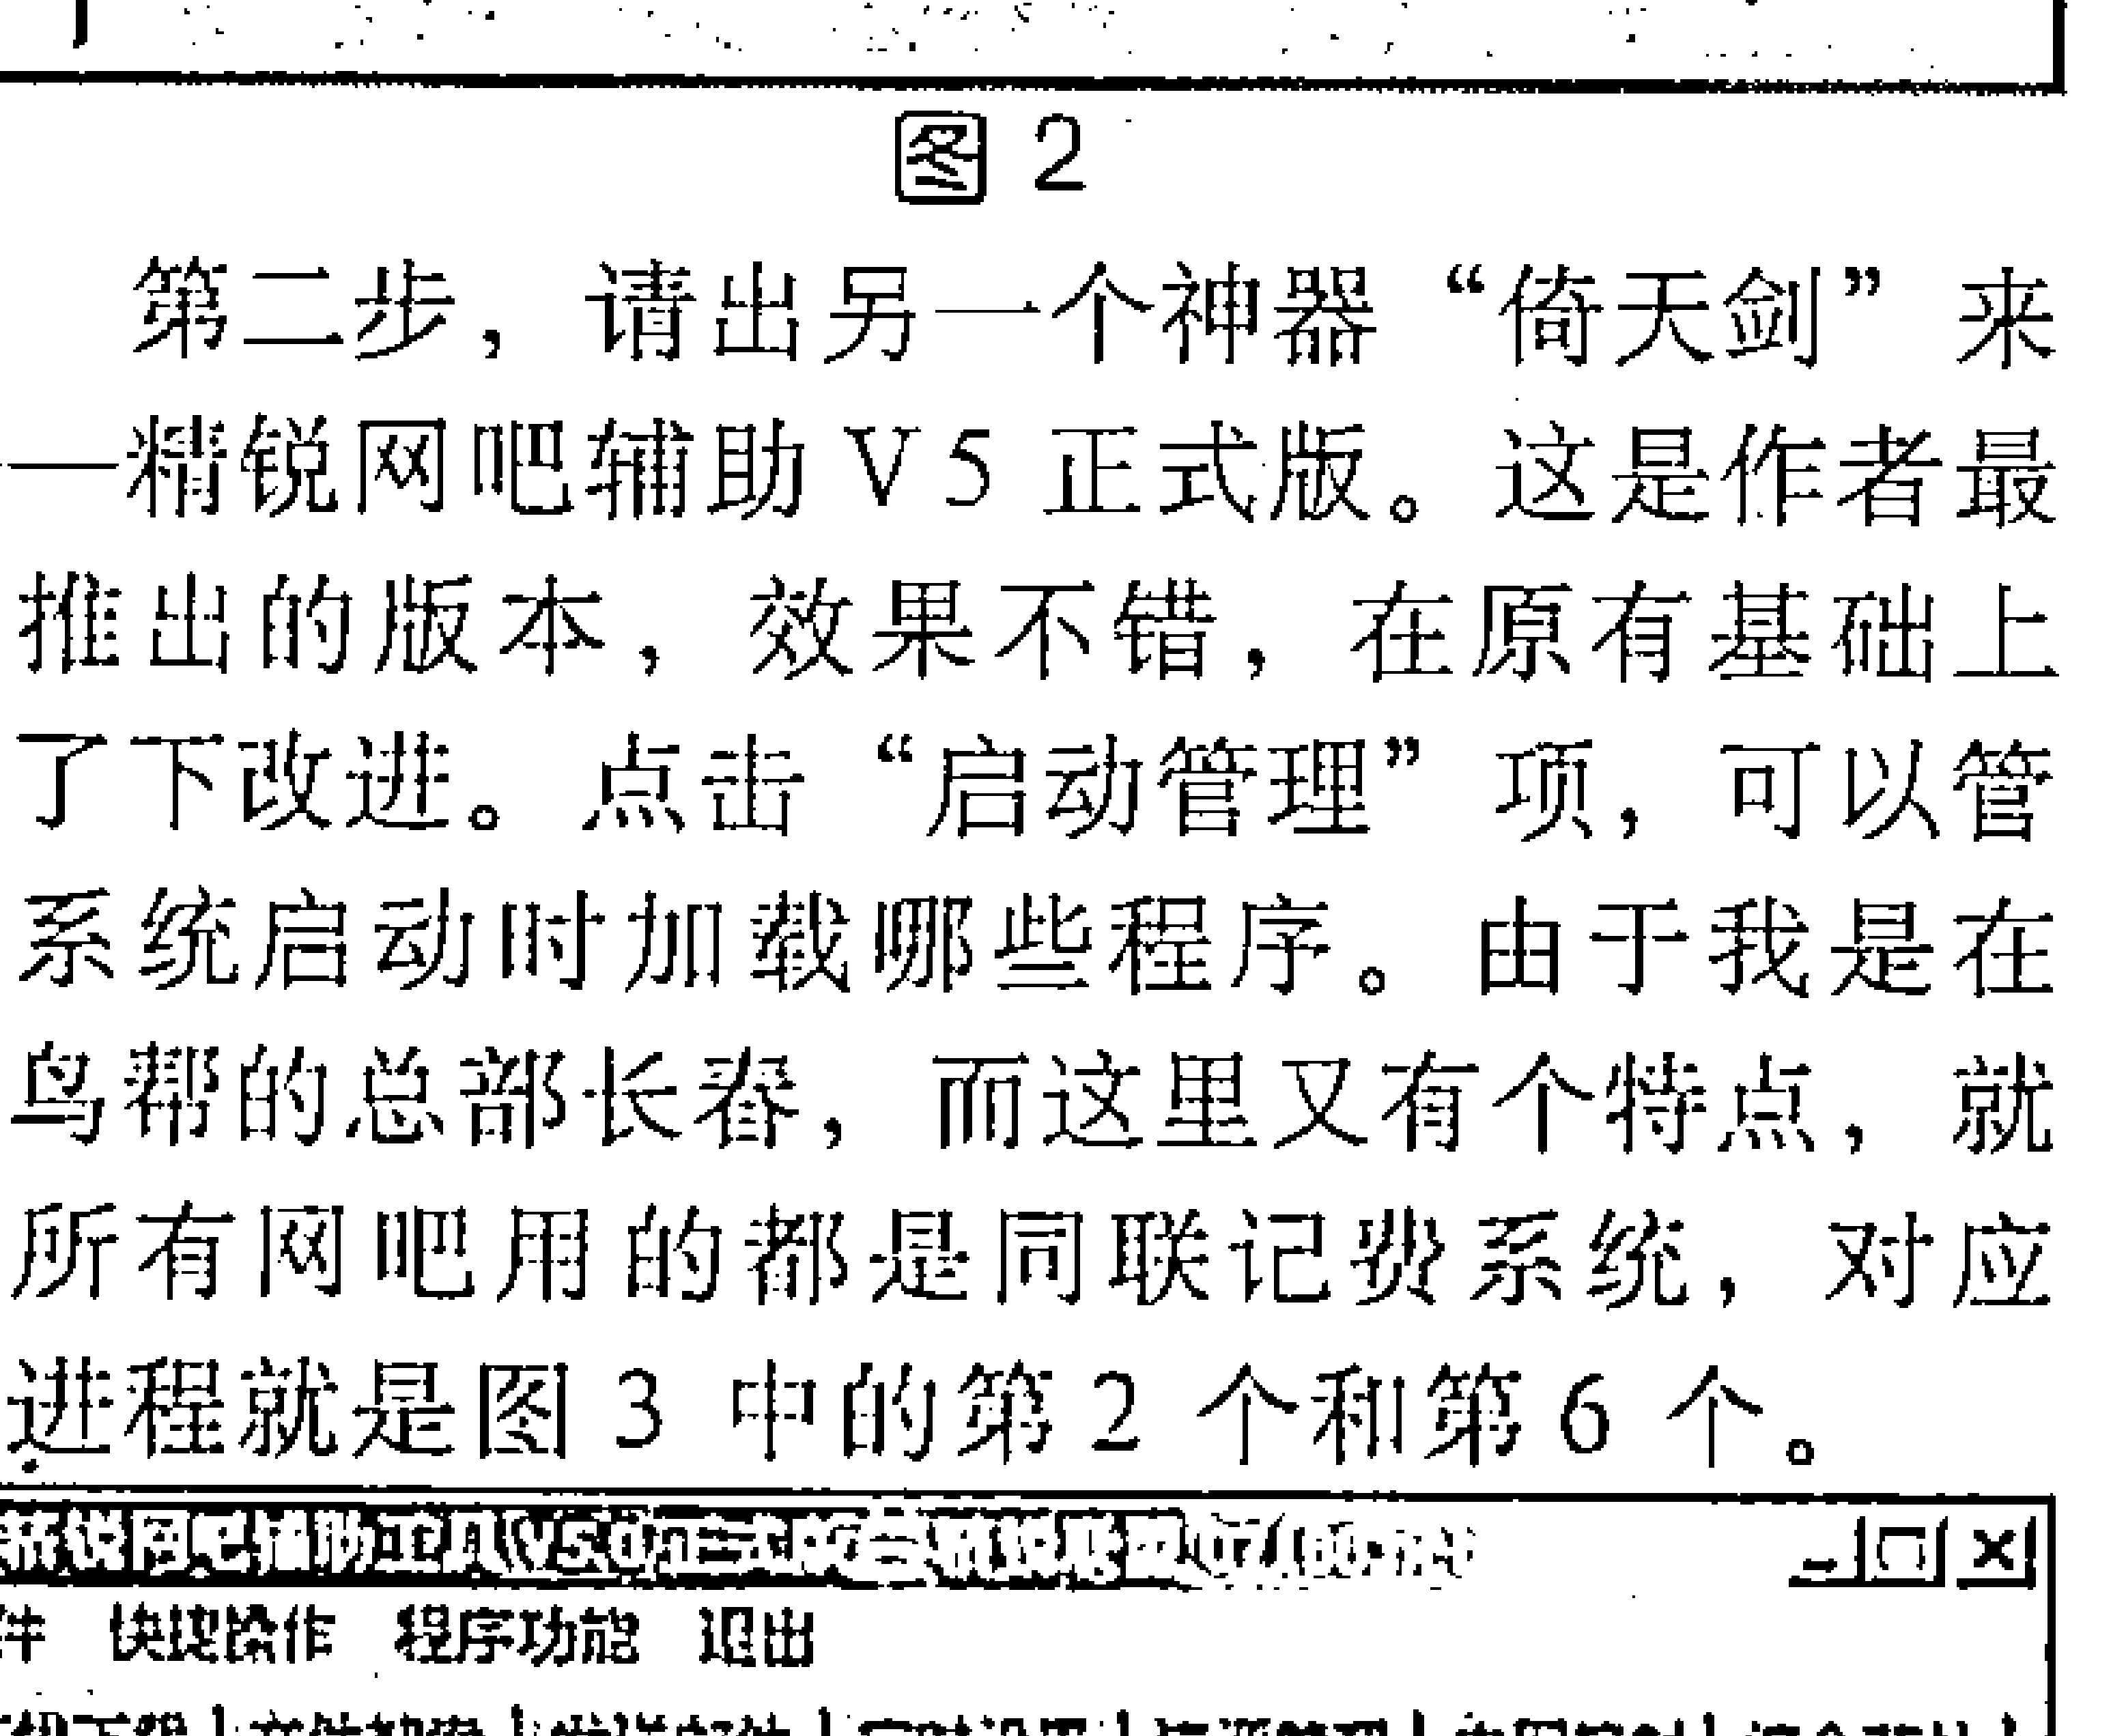 图 2
第二步，请出另一个神器“倚天剑”来
—精锐网吧辅助 V5 正式版。这是作者最
推出的版本，效果不错，在原有基础上
了下改进。点击“启动管理”项，可以管
系统启动时加载哪些程序。由于我是在
鸟帮的总部长春，而这里又有个特点，就
所有网吧用的都是同联记费系统，对应
进程就是图 3 中的第 2 个和第 6 个。
件 快捷操作 程序功能 退出